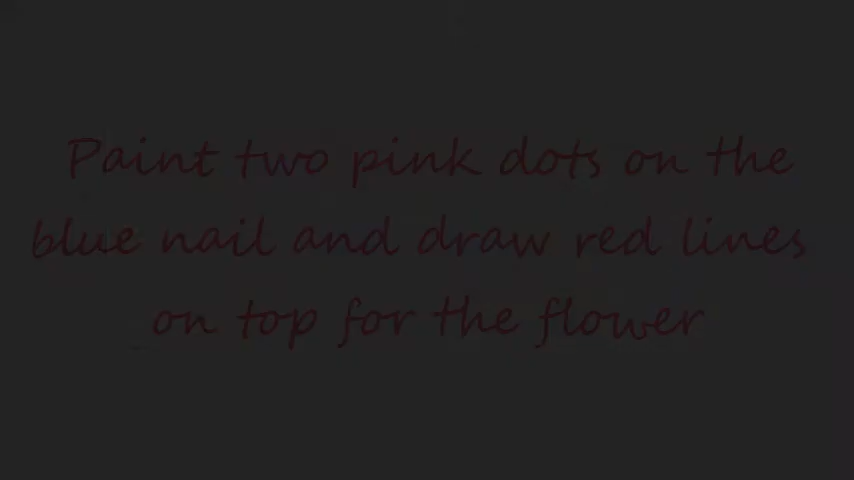 Paint two pink dots on the
blue nail and draw red lines
on top for the flower